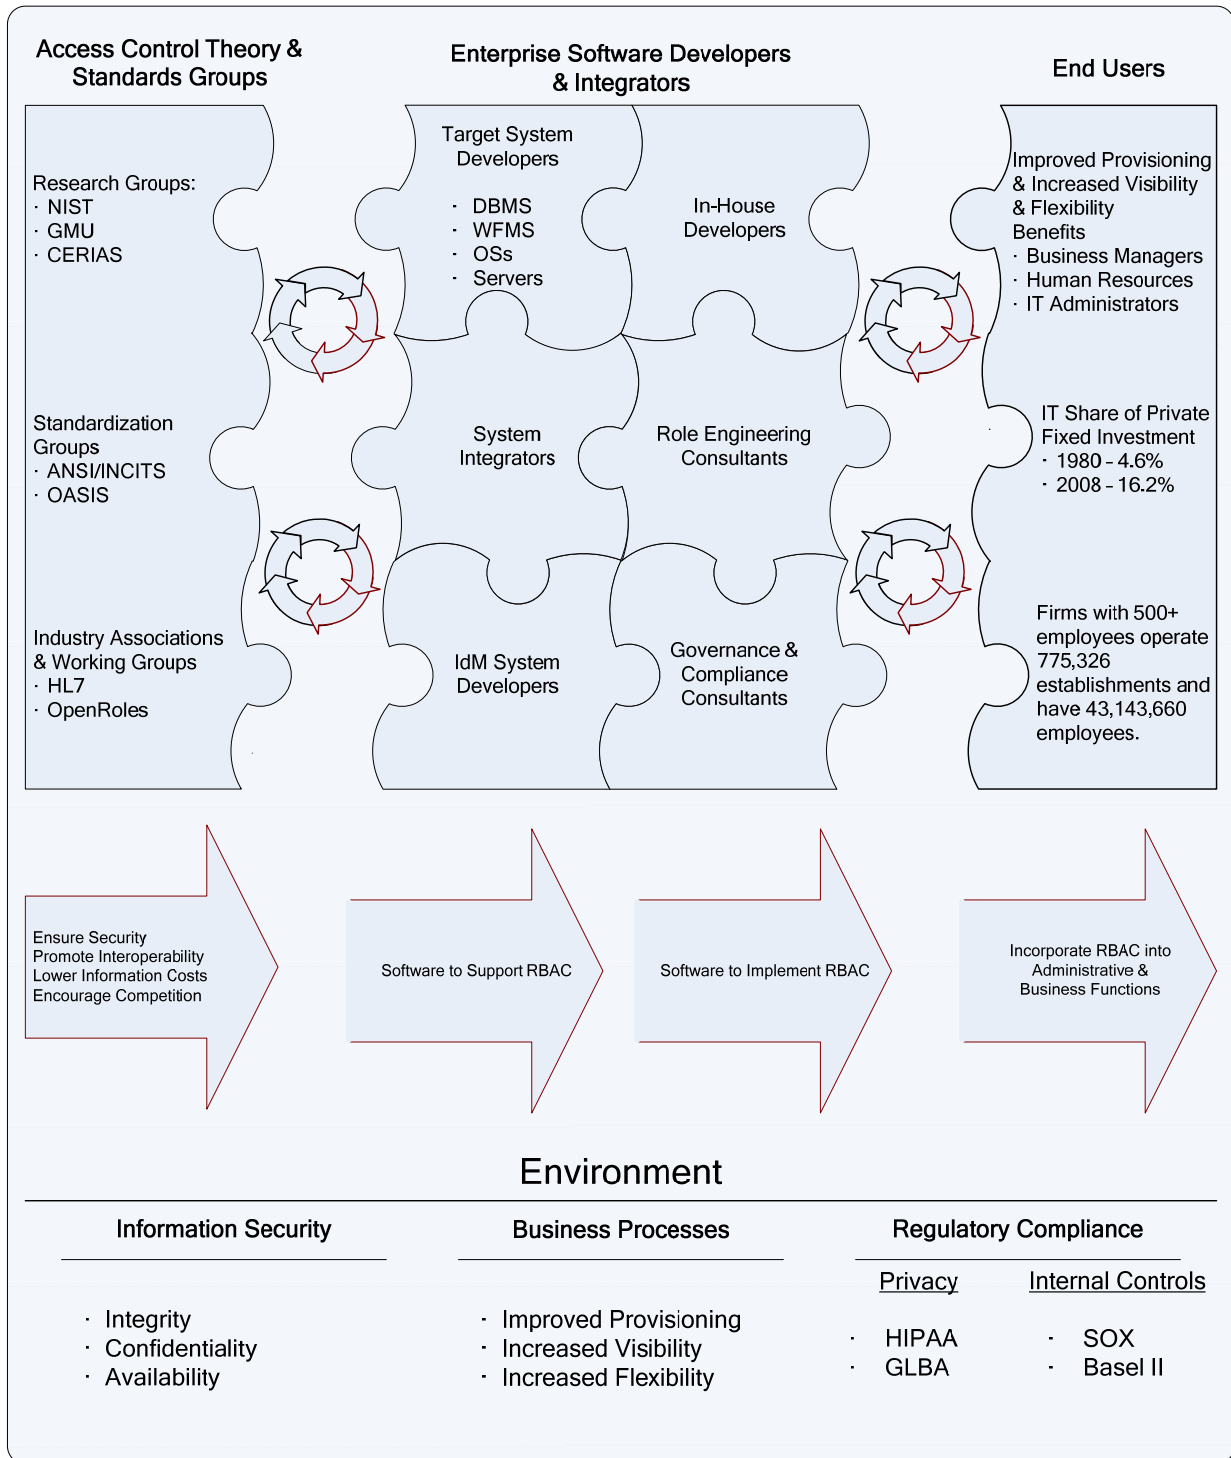 Access Control Theory &
Standards Groups
Enterprise Software Developers
& Integrators
End Users
Research Groups:
· NIST
· GMU
· CERIAS
Standardization
Groups
· ANSI/INCITS
· OASIS
Industry Associations
& Working Groups
· HL7
· OpenRoles
Target System
Developers
· DBMS
· WFMS
· OSs
· Servers
In-House
Developers
System
Integrators
Role Engineering
Consultants
IdM System
Developers
Governance &
Compliance
Consultants
Improved Provisioning
& Increased Visibility
& Flexibility
Benefits
· Business Managers
· Human Resources
· IT Administrators
IT Share of Private
Fixed Investment
· 1980 – 4.6%
· 2008 – 16.2%
Firms with 500+
employees operate
775,326
establishments and
have 43,143,660
employees.
Ensure Security
Promote Interoperability
Lower Information Costs
Encourage Competition
Software to Support RBAC
Software to Implement RBAC
Incorporate RBAC into
Administrative &
Business Functions
Environment
Information Security
· Integrity
· Confidentiality
· Availability
Business Processes
· Improved Provisioning
· Increased Visibility
· Increased Flexibility
Regulatory Compliance
Privacy
· HIPAA
· GLBA
Internal Controls
· SOX
· Basel II